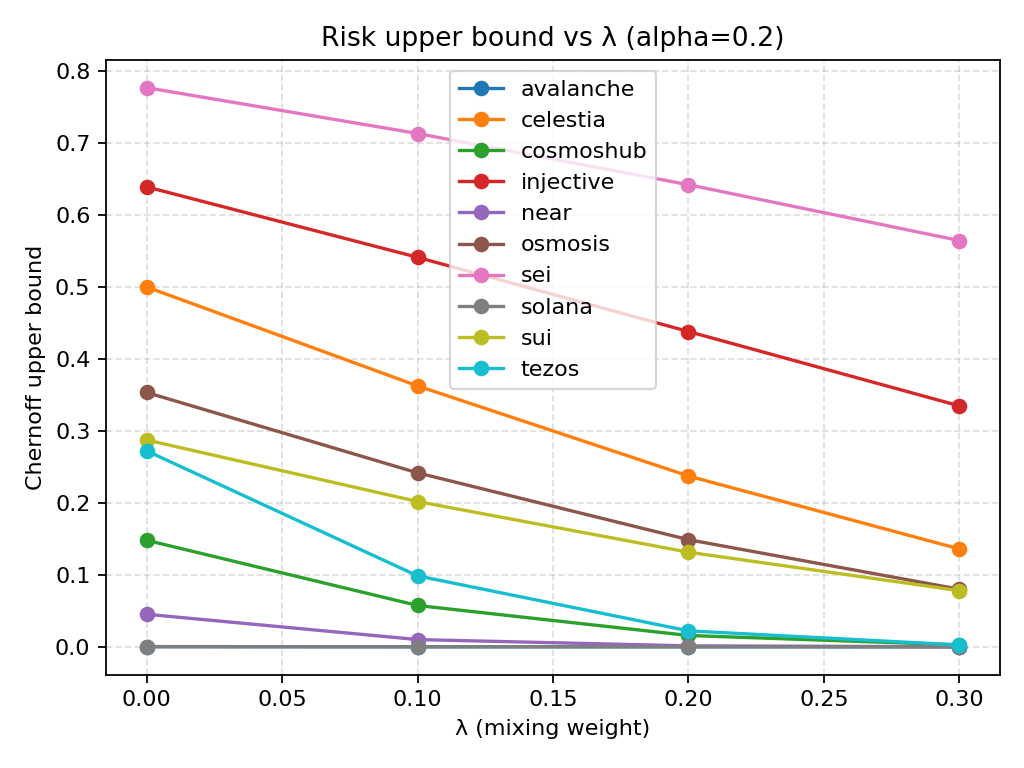 Risk upper bound vs λ (alpha=0.2)
Chernoff upper bound
0.8
0.7
0.6
0.5
0.4
0.3
0.2
0.1
0.0
avalanche
celestia
cosmoshub
injective
near
osmosis
sei
solana
sui
tezos
0.00 0.05 0.10 0.15 0.20 0.25 0.30
λ (mixing weight)